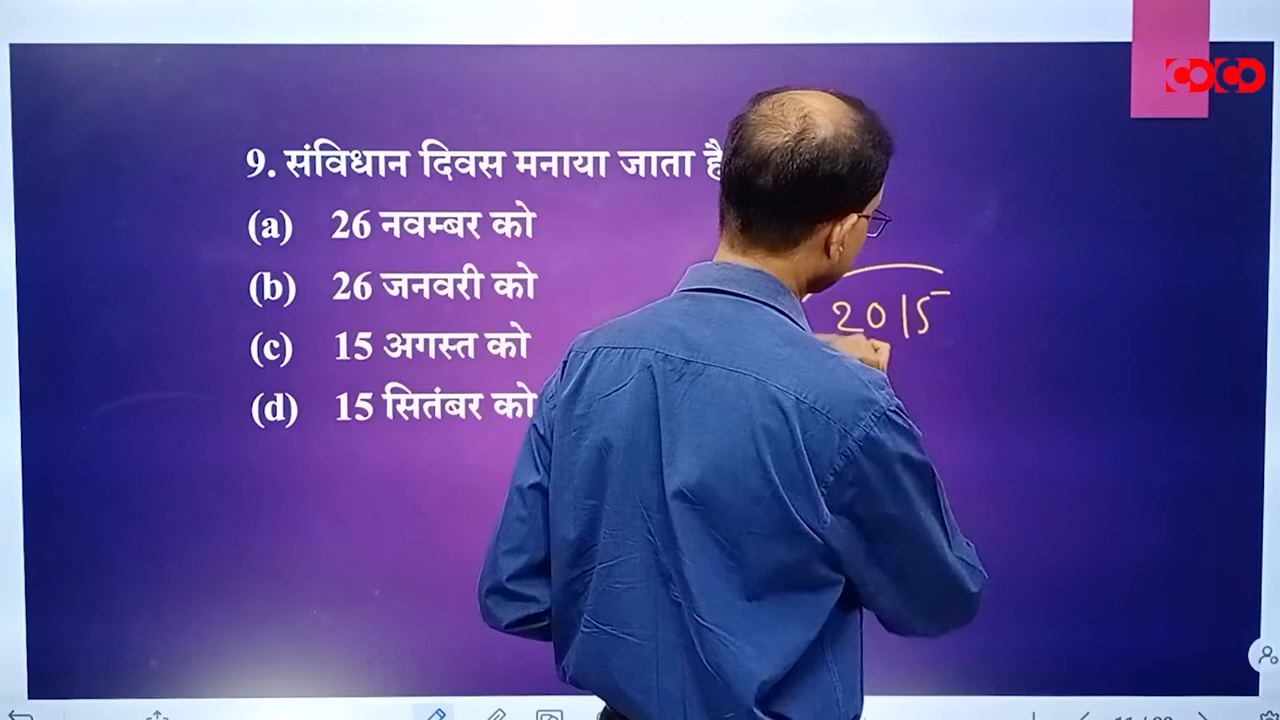 9. संविधान दिवस मनाया जाता है
(a) 26 नवम्बर को
(b) 26 जनवरी को
(c) 15 अगस्त को
(d) 15 सितंबर को
2015